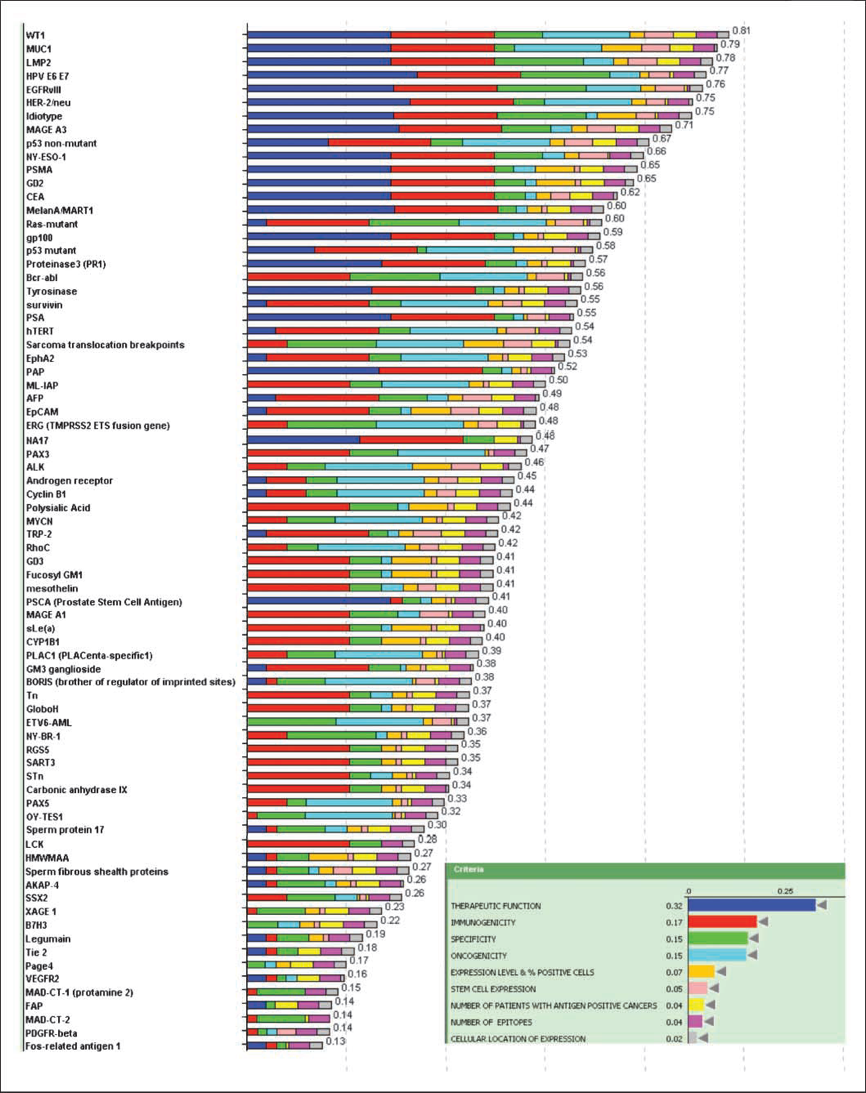 WT1 0.81
MUC1 0.79
LMP2 0.78
HPV E6 E7 0.77
EGFRvIII 0.76
HER-2/neu 0.75
Idiotype 0.75
MAGE A3 0.71
p53 non-mutant 0.67
NY-ESO-1 0.66
PSMA 0.65
GD2 0.65
CEA 0.62
MelanA/MART1 0.60
Ras-mutant 0.60
gp100 0.59
p53 mutant 0.58
Proteinase3 (PR1) 0.57
Bcr-abl 0.56
Tyrosinase 0.56
survivin 0.55
PSA 0.55
hTERT 0.54
Sarcoma translocation breakpoints 0.54
EphA2 0.53
PAP 0.52
ML-IAP 0.50
AFP 0.49
EpCAM 0.48
ERG (TMPRSS2 ETS fusion gene) 0.48
NA17 0.48
PAX3 0.47
ALK 0.46
Androgen receptor 0.45
Cyclin B1 0.44
Polysialic Acid 0.44
MYCN 0.42
TRP-2 0.42
RhoC 0.42
GD3 0.41
Fucosyl GM1 0.41
mesothelin 0.41
PSCA (Prostate Stem Cell Antigen) 0.41
MAGE A1 0.40
sLe(a) 0.40
CYP1B1 0.40
PLAC1 (PLACenta-specific1) 0.39
GM3 ganglioside 0.38
BORIS (brother of regulator of imprinted sites) 0.38
Tn 0.37
GloboH 0.37
ETV6-AML 0.37
NY-BR-1 0.36
RGS5 0.35
SART3 0.35
STn 0.34
Carbonic anhydrase IX 0.34
PAX5 0.33
OY-TES1 0.32
Sperm protein 17 0.30
LCK 0.28
HMWMAA 0.27
Sperm fibrous shealth proteins 0.27
AKAP-4 0.26
SSX2 0.26
XAGE 1 0.23
B7H3 0.22
Legumain 0.19
Tie 2 0.18
Page4 0.17
VEGFR2 0.16
MAD-CT-1 (protamine 2) 0.15
FAP 0.14
MAD-CT-2 0.14
PDGFR-beta 0.14
Fos-related antigen 1 0.13
Criteria
0 0.25
THERAPEUTIC FUNCTION 0.32
IMMUNOGENICITY 0.17
SPECIFICITY 0.15
ONCOGENICITY 0.15
EXPRESSION LEVEL & % POSITIVE CELLS 0.07
STEM CELL EXPRESSION 0.05
NUMBER OF PATIENTS WITH ANTIGEN POSITIVE CANCERS 0.04
NUMBER OF EPITOPES 0.04
CELLULAR LOCATION OF EXPRESSION 0.02